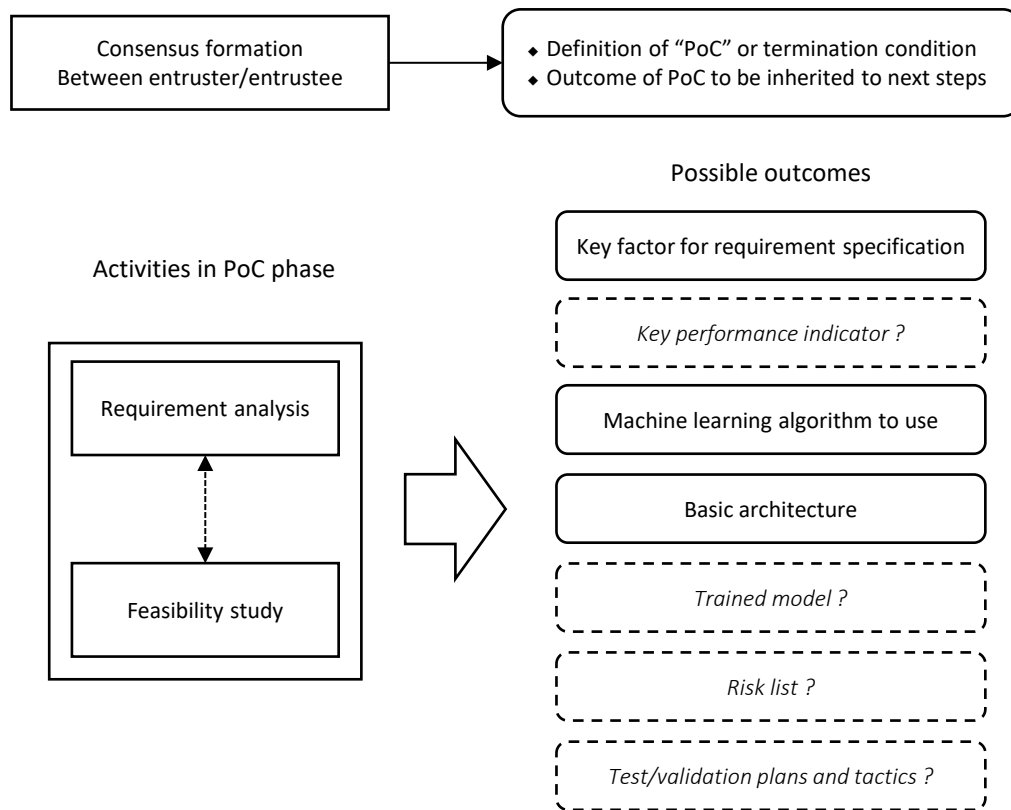 Consensus formation
Between entruster/entrustee
◆ Definition of “PoC” or termination condition
◆ Outcome of PoC to be inherited to next steps
Possible outcomes
Key factor for requirement specification
Activities in PoC phase
Key performance indicator ?
Requirement analysis
Machine learning algorithm to use
Basic architecture
Feasibility study
Trained model ?
Risk list ?
Test/validation plans and tactics ?